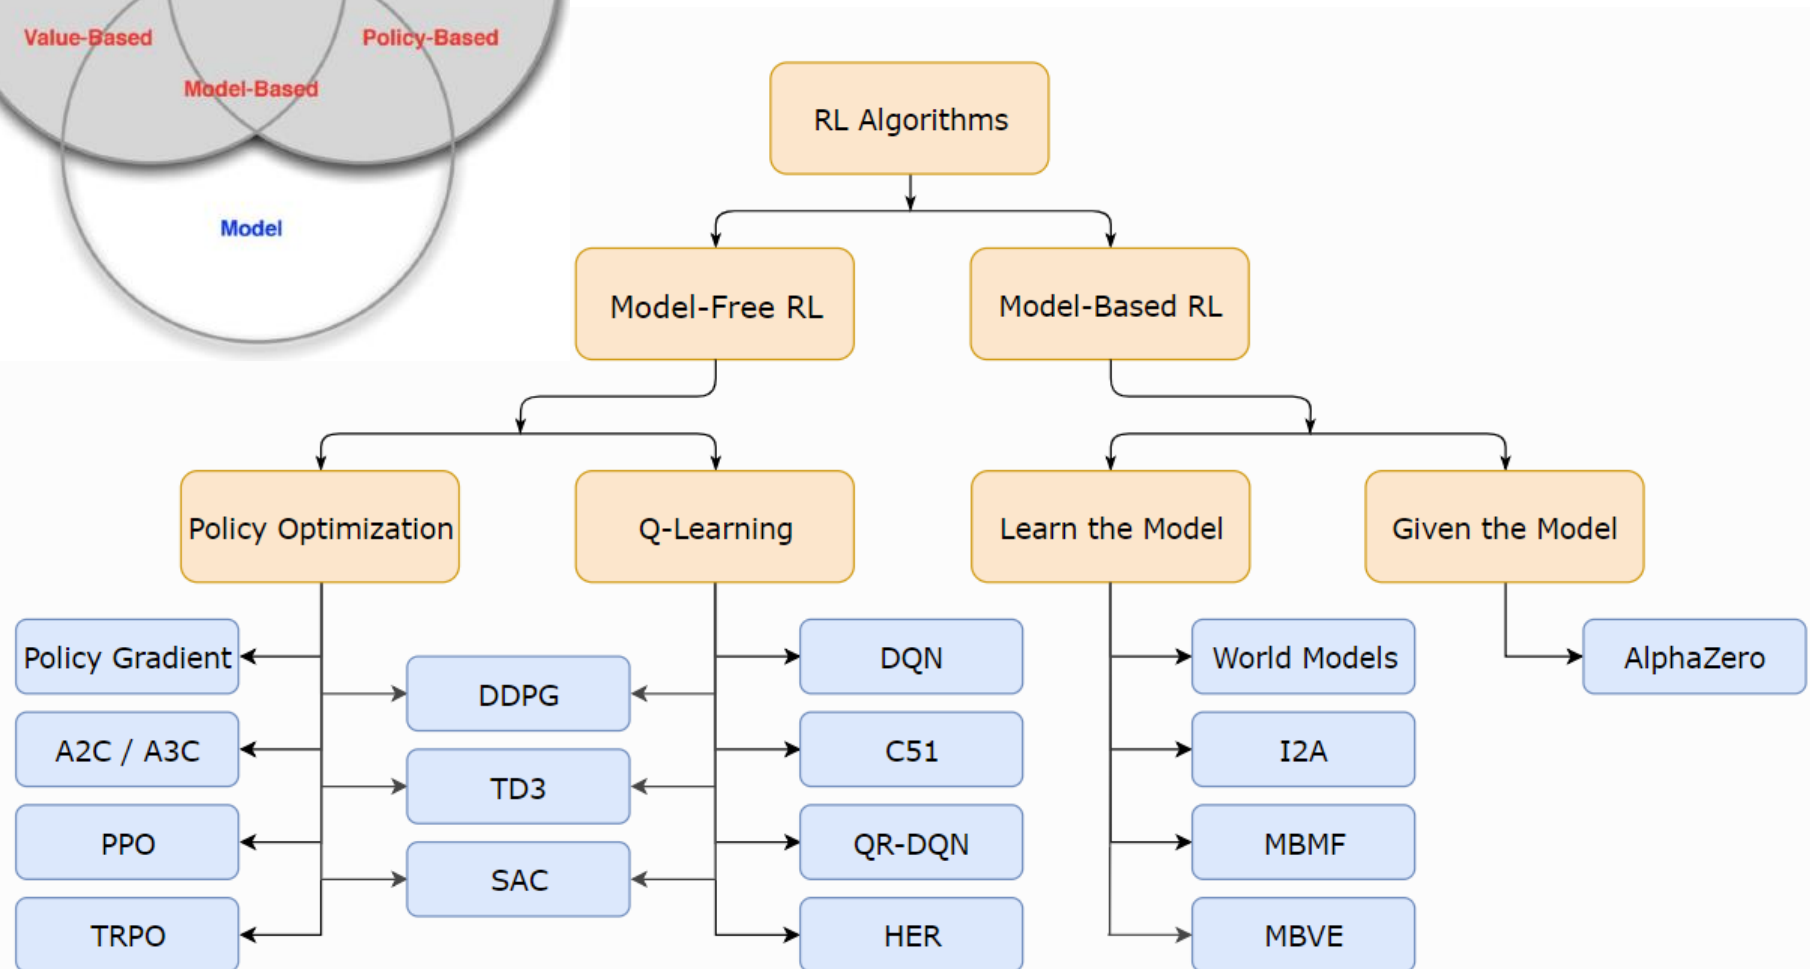 Value-Based
Policy-Based
Model-Based
Model
RL Algorithms
Model-Free RL
Model-Based RL
Policy Optimization
Q-Learning
Learn the Model
Given the Model
Policy Gradient
DDPG
DQN
World Models
AlphaZero
A2C / A3C
TD3
C51
I2A
PPO
SAC
QR-DQN
MBMF
TRPO
HER
MBVE